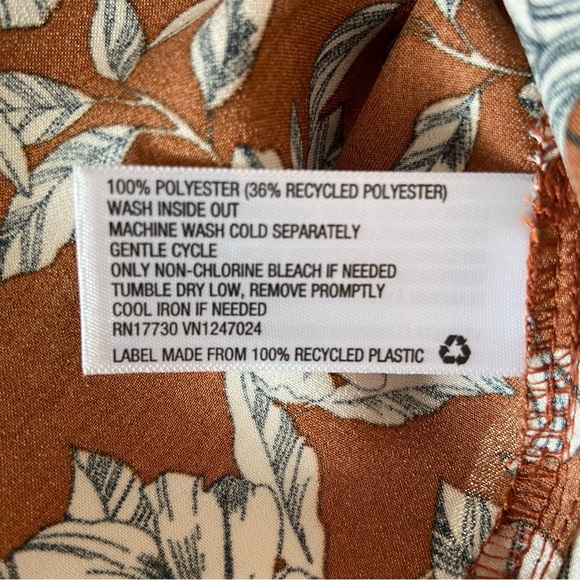 100% POLYESTER (36% RECYCLED POLYESTER)
WASH INSIDE OUT
MACHINE WASH COLD SEPARATELY
GENTLE CYCLE
ONLY NON-CHLORINE BLEACH IF NEEDED
TUMBLE DRY LOW, REMOVE PROMPTLY
COOL IRON IF NEEDED
RN17730 VN1247024
LABEL MADE FROM 100% RECYCLED PLASTIC